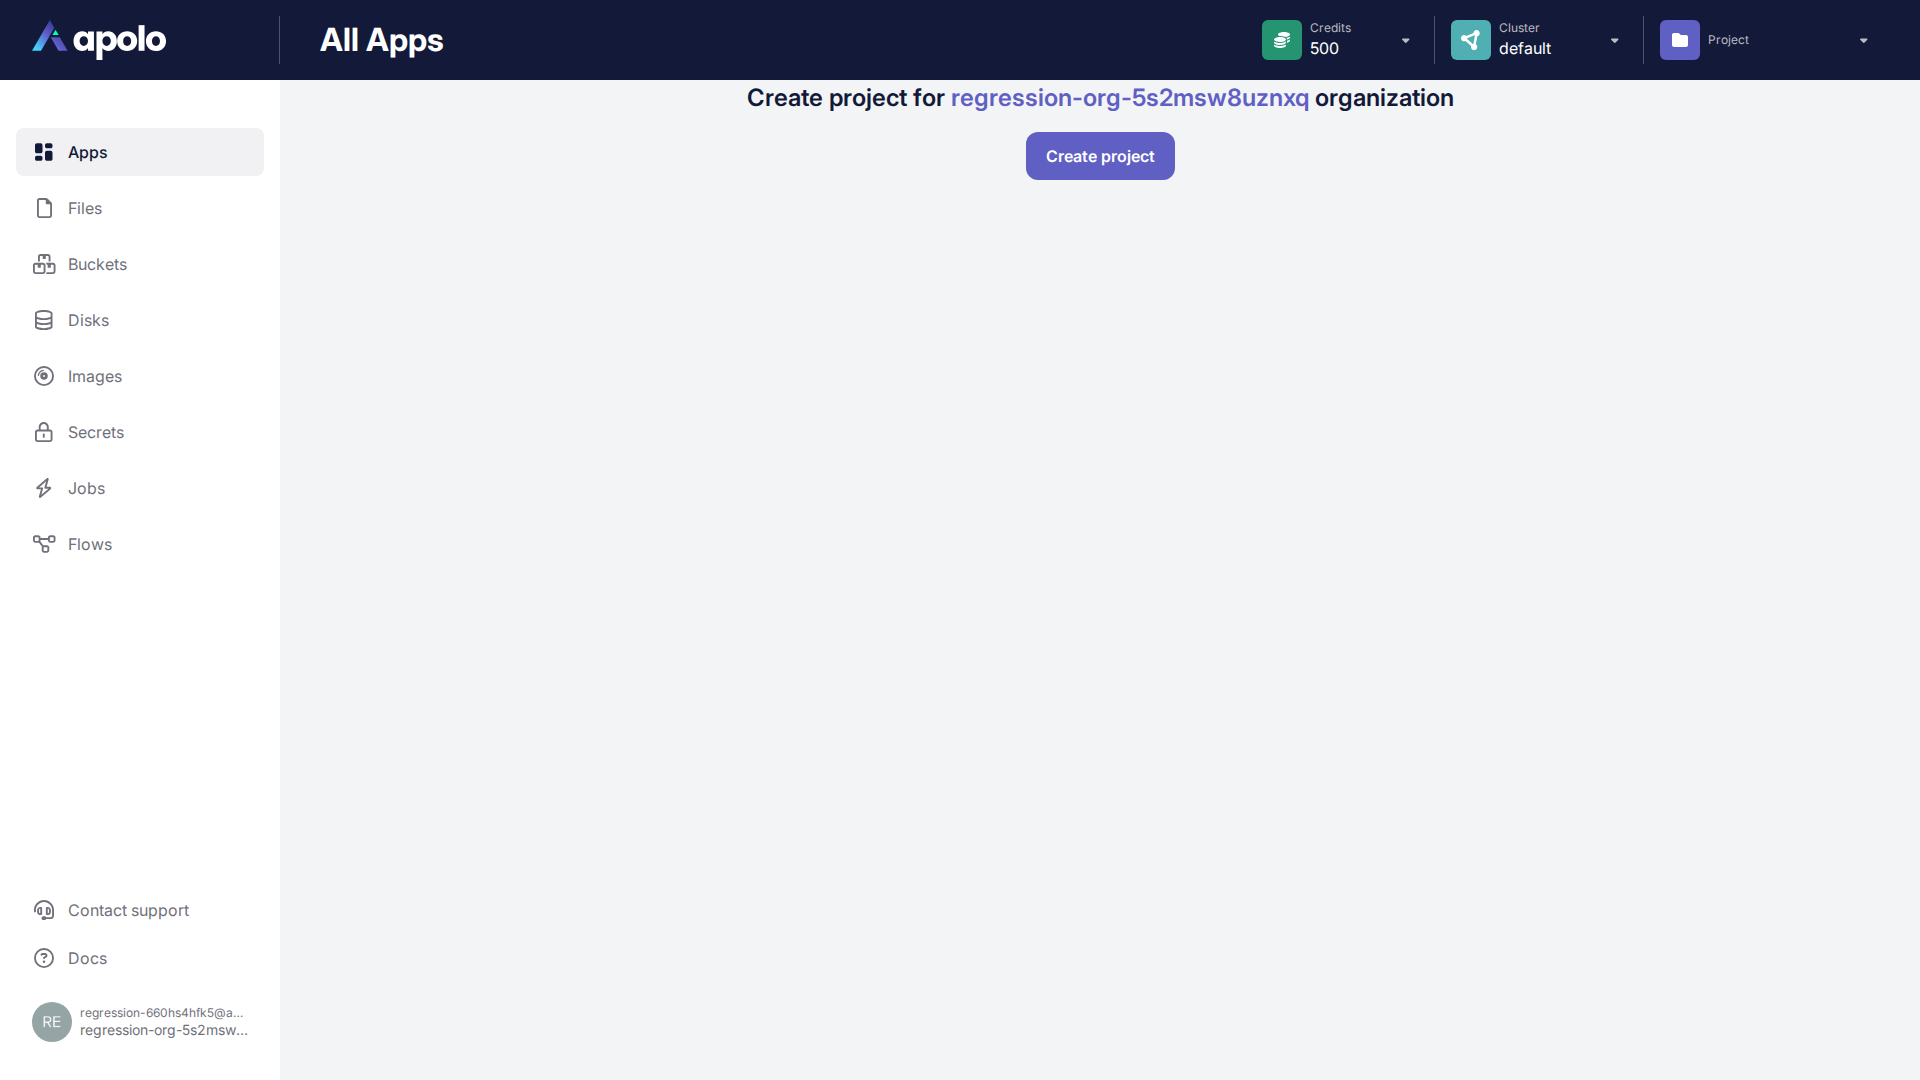 apolo
All Apps
Credits
500
Cluster
default
Project
Create project for regression-org-5s2msw8uznxq organization
Create project
Apps
Files
Buckets
Disks
Images
Secrets
Jobs
Flows
Contact support
Docs
RE
regression-660hs4hfk5@a...
regression-org-5s2msw...